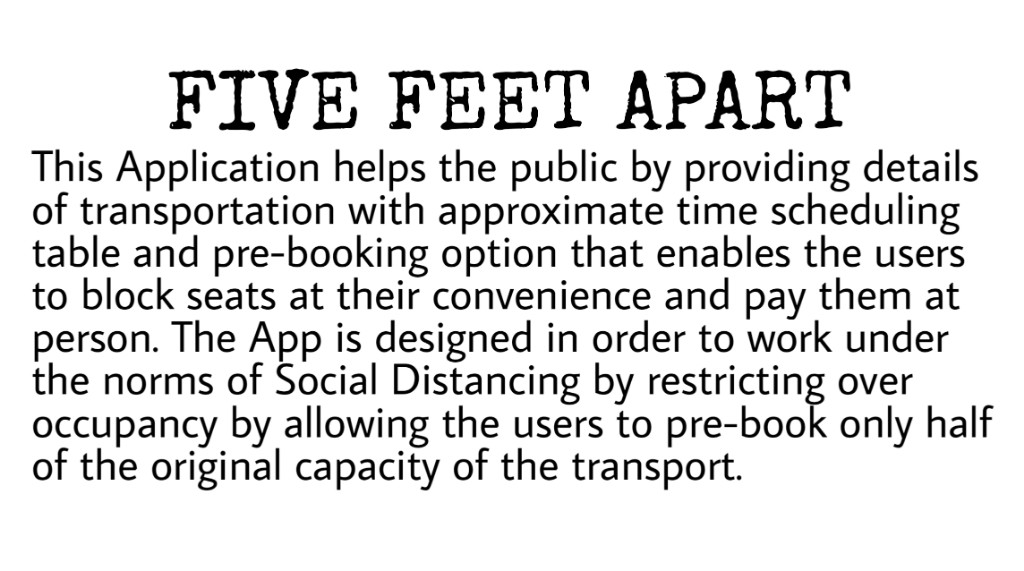 FIVE FEET APART
This Application helps the public by providing details
of transportation with approximate time scheduling
table and pre-booking option that enables the users
to block seats at their convenience and pay them at
person. The App is designed in order to work under
the norms of Social Distancing by restricting over
occupancy by allowing the users to pre-book only half
of the original capacity of the transport.